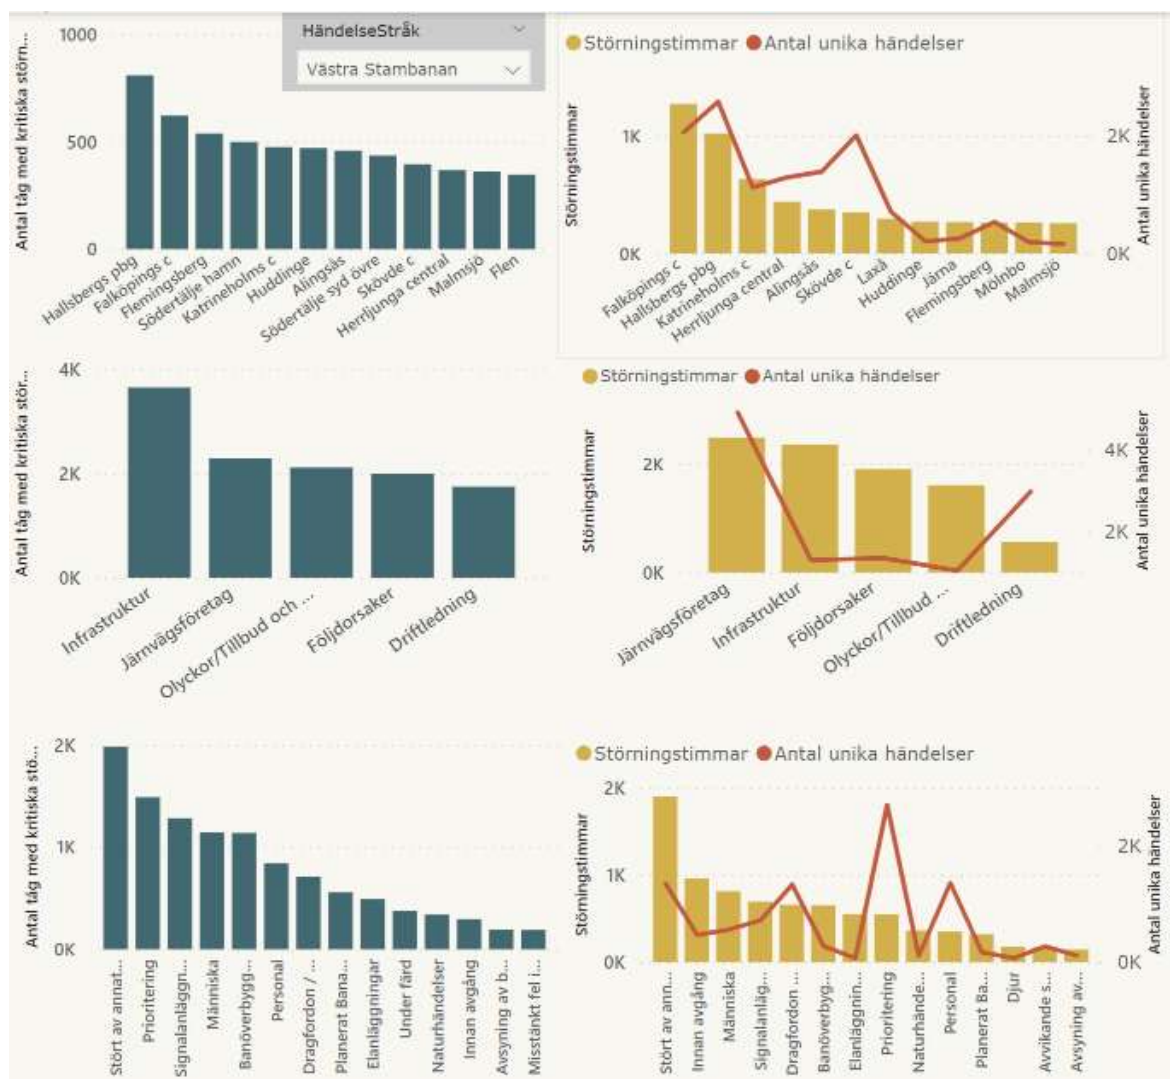 HändelseStråk
Västra Stambanan
Antal tåg med kritiska störn...
1000
500
0
Hallsbergs pbg
Falköpings c
Flemingsberg
Södertälje hamn
Katrineholms c
Huddinge
Alingsås
Södertälje syd övre
Skövde c
Herrljunga central
Malmsjö
Flen
Störningstimmar Antal unika händelser
Störningstimmar
1K
0K
2K
0K
Antal unika händelser
Falköpings c
Hallsbergs pbg
Katrineholms c
Herrljunga central
Alingsås
Skövde c
Laxå
Huddinge
Järna
Flemingsberg
Mölnbo
Malmsjö
Antal tåg med kritiska stör...
4K
2K
0K
Infrastruktur
Järnvägsföretag
Olyckor/Tillbud och ...
Följdorsaker
Driftledning
Störningstimmar Antal unika händelser
Störningstimmar
2K
0K
4K
2K
Antal unika händelser
Järnvägsföretag
Infrastruktur
Följdorsaker
Olyckor/Tillbud ...
Driftledning
Antal tåg med kritiska stö...
2K
1K
0K
Stört av annat...
Prioritering
Signalanläggn...
Människa
Banöverbygg...
Personal
Dragfordon / ...
Planerat Bana...
Elanläggningar
Under färd
Naturhändelser
Innan avgång
Avsyning av b...
Misstänkt fel i...
Störningstimmar Antal unika händelser
Störningstimmar
2K
1K
0K
2K
0K
Antal unika händelser
Stört av ann...
Innan avgång
Människa
Signalanläg...
Dragfordon ...
Banöverbyg...
Elanläggnin...
Prioritering
Naturhände...
Personal
Planerat Ba...
Djur
Avvikande s...
Avsyning av...